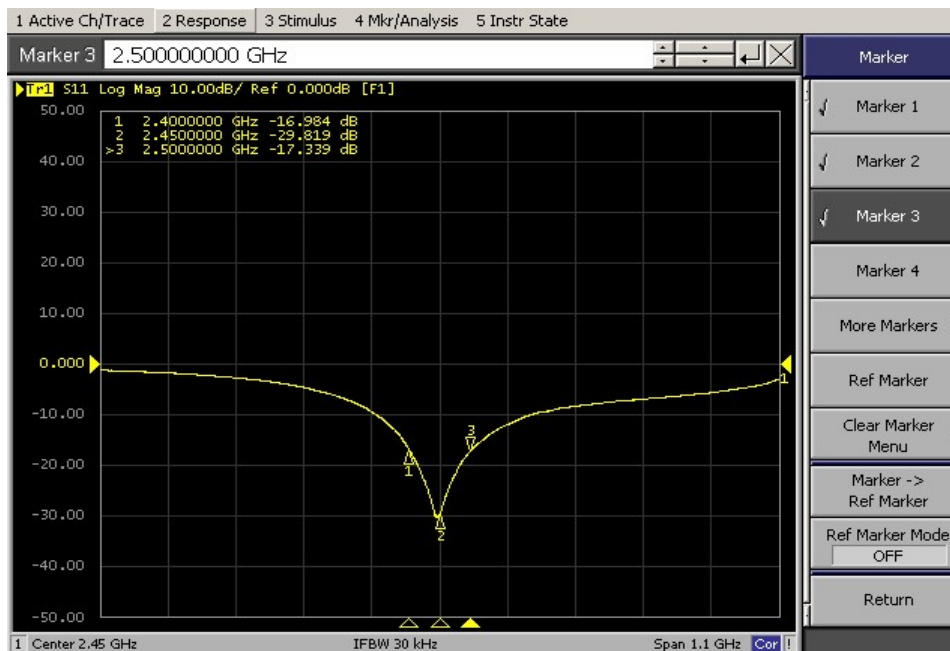 1 Active Ch/Trace 2 Response 3 Stimulus 4 Mkr/Analysis 5 Instr State
Marker 3 2.500000000 GHz
Tr1 S11 Log Mag 10.00dB/ Ref 0.000dB [F1]
50.00
1 2.4000000 GHz -16.984 dB
2 2.4500000 GHz -29.819 dB
>3 2.5000000 GHz -17.339 dB
40.00
30.00
20.00
10.00
0.000
1
-10.00
3
-20.00
1
-30.00
2
-40.00
-50.00
1 Center 2.45 GHz IFBW 30 kHz Span 1.1 GHz Cor !
Marker
Marker 1
Marker 2
Marker 3
Marker 4
More Markers
Ref Marker
Clear Marker
Menu
Marker ->
Ref Marker
Ref Marker Mode
OFF
Return